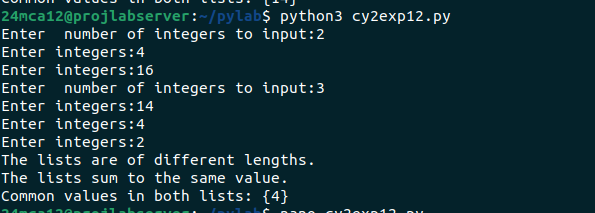 Common values in both lists: {14}
24mca12@projlabserver:~/pylab$ python3 cy2exp12.py
Enter  number of integers to input:2
Enter integers:4
Enter integers:16
Enter  number of integers to input:3
Enter integers:14
Enter integers:4
Enter integers:2
The lists are of different lengths.
The lists sum to the same value.
Common values in both lists: {4}
24mca12@projlabserver:~/pylab$ nano cy2exp12.py